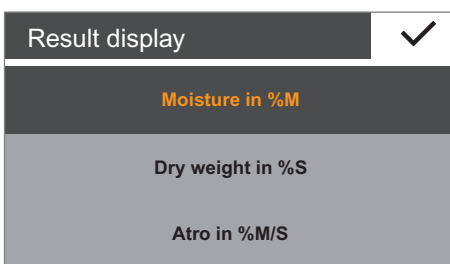 Result display
Moisture in %M
Dry weight in %S
Atro in %M/S